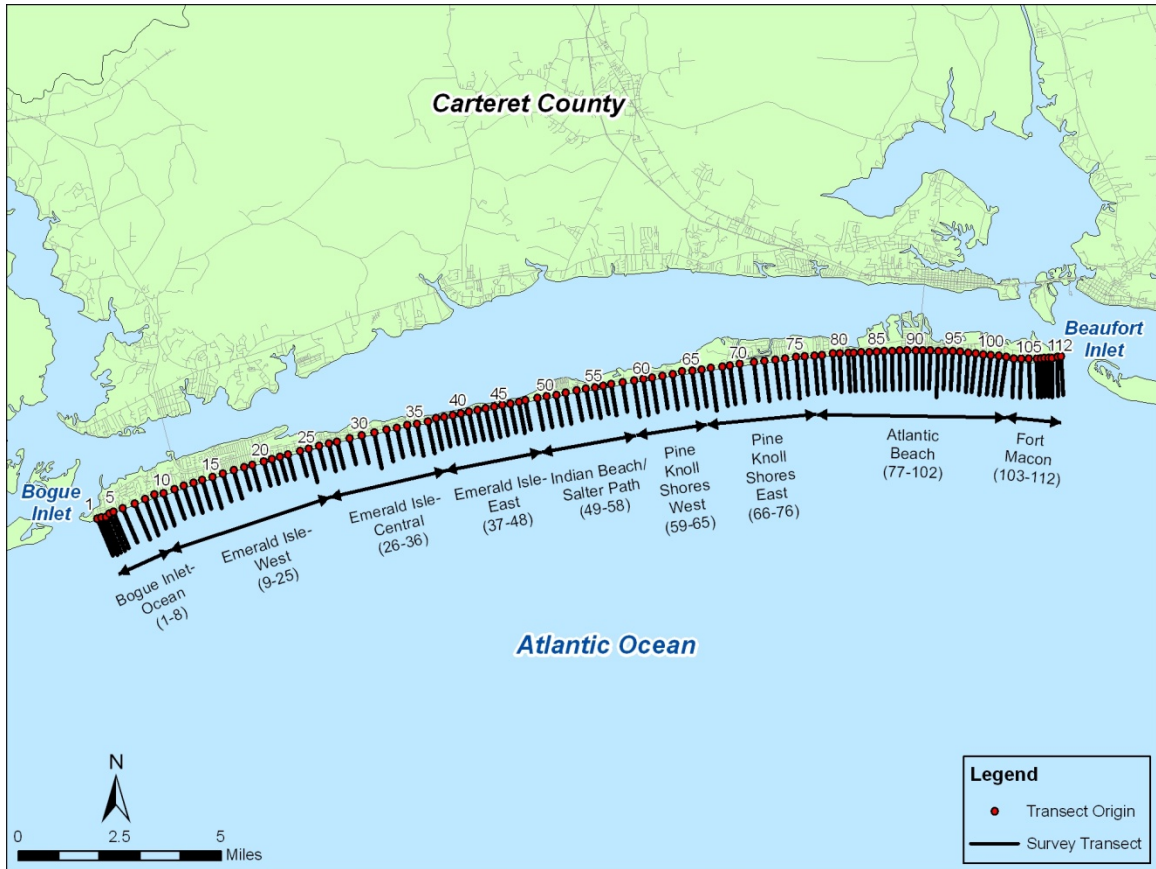 Carteret County
Beaufort
Inlet
Bogue
Inlet
1
5
10
15
20
25
30
35
40
45
50
55
60
65
70
75
80
85
90
95
100
105
112
Bogue Inlet-
Ocean
(1-8)
Emerald Isle-
West
(9-25)
Emerald Isle-
Central
(26-36)
Emerald Isle-
East
(37-48)
Indian Beach/
Salter Path
(49-58)
Pine
Knoll
Shores
West
(59-65)
Pine
Knoll
Shores
East
(66-76)
Atlantic
Beach
(77-102)
Fort
Macon
(103-112)
Atlantic Ocean
N
0 2.5 5
Miles
Legend
Transect Origin
Survey Transect